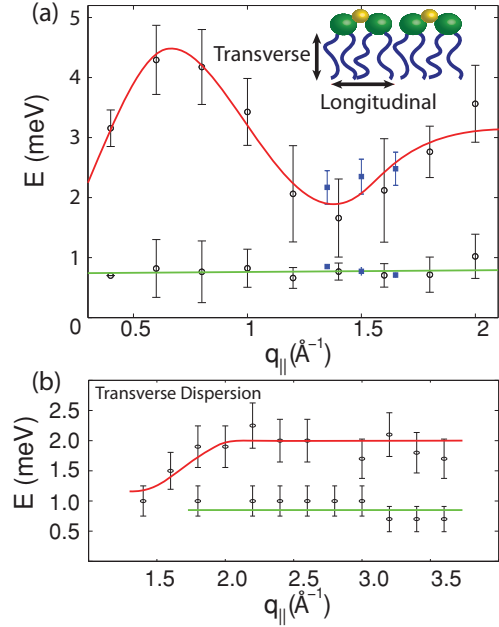 (a)
Transverse
Longitudinal
E (meV)
5
4
3
2
1
0
0.5
1
1.5
2
q||(Å⁻¹)
(b)
Transverse Dispersion
E (meV)
2.5
2.0
1.5
1.0
0.5
1.5
2.0
2.5
3.0
3.5
q||(Å⁻¹)